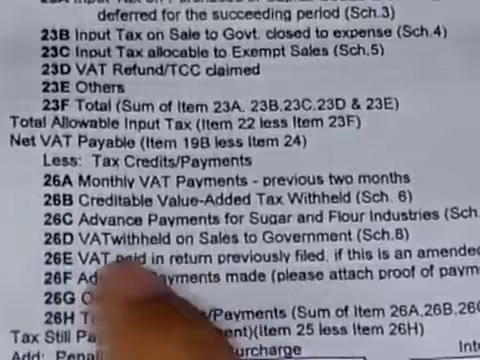 deferred for the succeeding period (Sch.3)
23B Input Tax on Sale to Govt. closed to expense (Sch.4)
23C Input Tax allocable to Exempt Sales (Sch.5)
23D VAT Refund/TCC claimed
23E Others
23F Total (Sum of Item 23A, 23B,23C,23D & 23E)
Total Allowable Input Tax (Item 22 less Item 23F)
Net VAT Payable (Item 19B less Item 24)
Less: Tax Credits/Payments
26A Monthly VAT Payments - previous two months
26B Creditable Value-Added Tax Withheld (Sch. 6)
26C Advance Payments for Sugar and Flour Industries (Sch.
26D VATwithheld on Sales to Government (Sch.8)
26E VAT paid in return previously filed, if this is an amended
26F payments made (please attach proof of
26G
26H /Payments (Sum of Item 26A,26B,26
Tax Still (Item 25 less Item 26H)
Add: